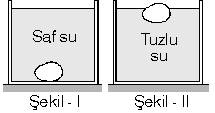 Saf su
Tuzlu
su
Şekil - I
Şekil - II